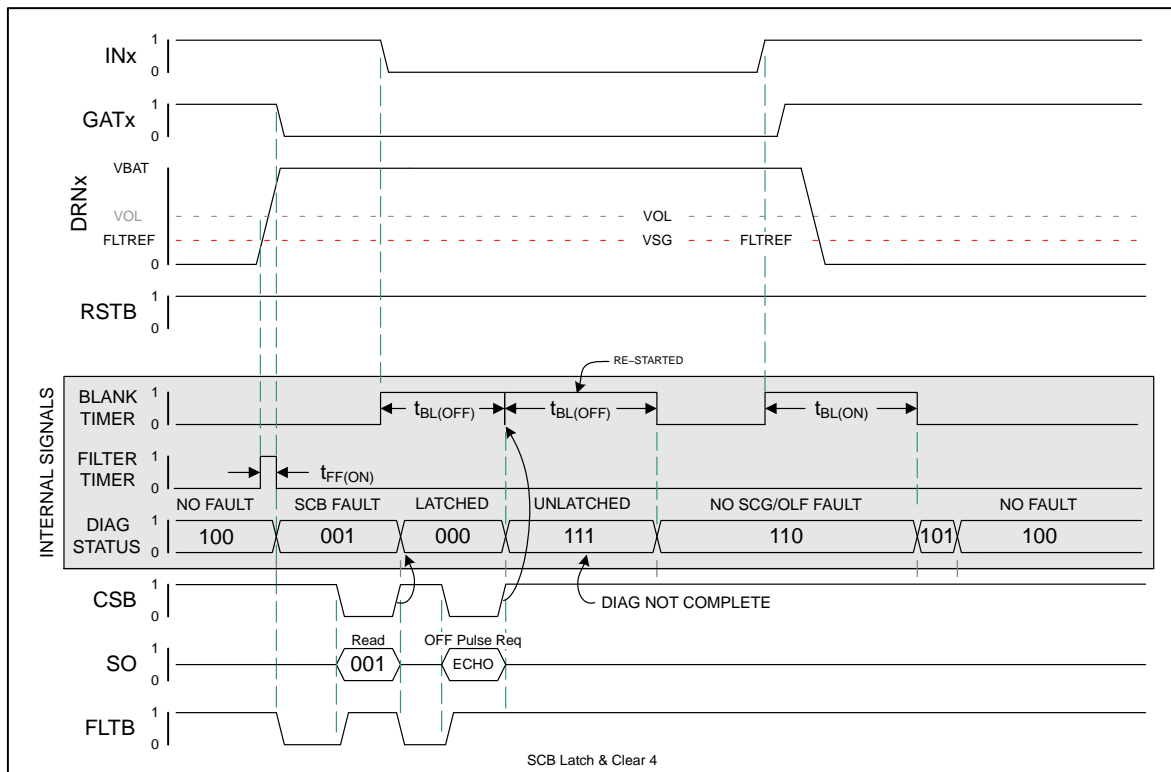 INx
1
0
GATx
1
0
DRNx
VBAT
VOL
VOL
FLTREF
VSG
FLTREF
0
RSTB
1
0
RE–STARTED
INTERNAL SIGNALS
BLANK TIMER
1
0
tBL(OFF)
tBL(OFF)
tBL(ON)
FILTER TIMER
1
0
tFF(ON)
NO FAULT
SCB FAULT
LATCHED
UNLATCHED
NO SCG/OLF FAULT
NO FAULT
DIAG STATUS
1
0
100
001
000
111
110
101
100
CSB
1
0
DIAG NOT COMPLETE
SO
1
0
Read
001
OFF Pulse Req
ECHO
FLTB
1
0
SCB Latch & Clear 4